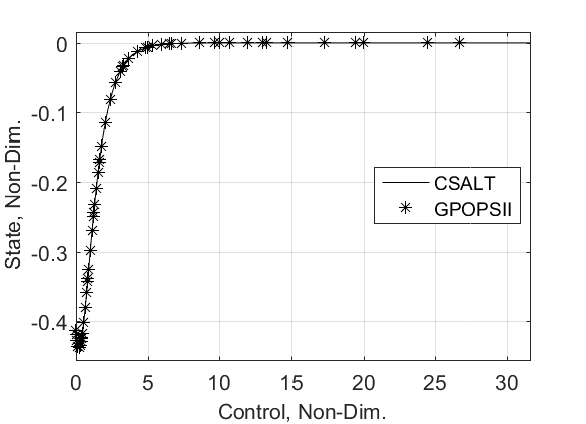 0
-0.1
-0.2
-0.3
-0.4
State, Non-Dim.
CSALT
GPOPSII
0 5 10 15 20 25 30
Control, Non-Dim.